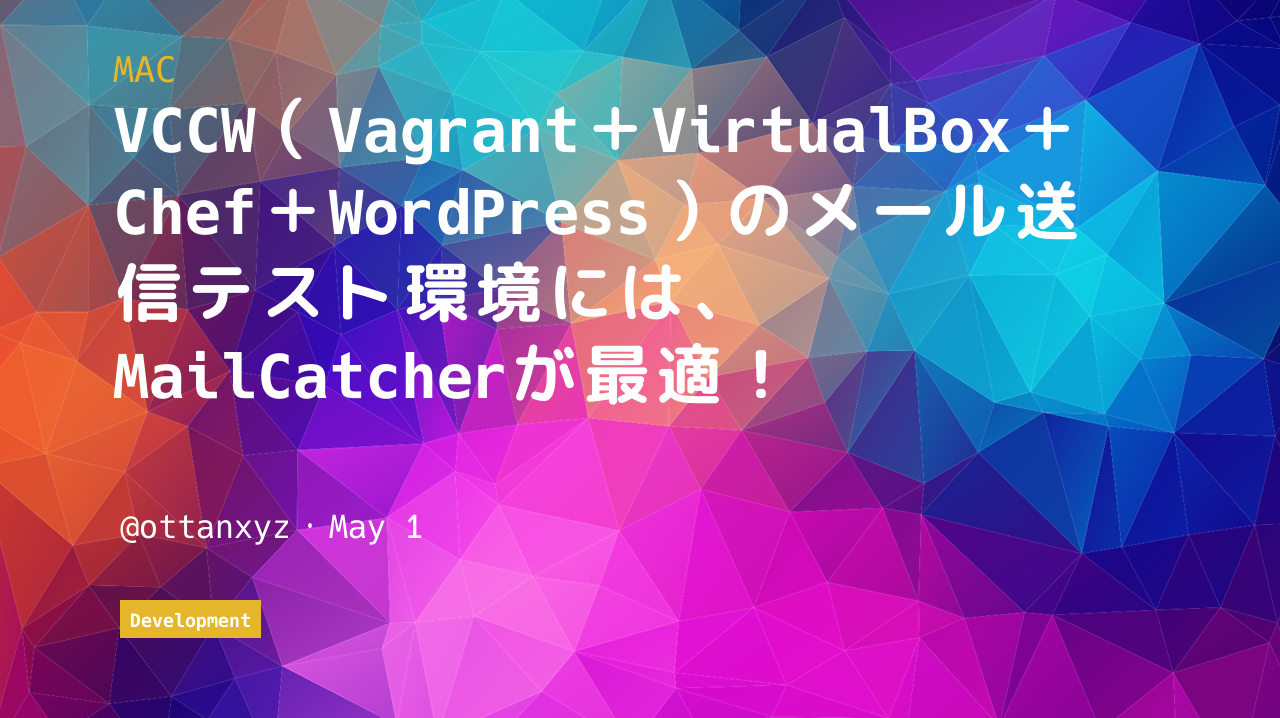 MAC
VCCW（Vagrant＋VirtualBox＋
Chef＋WordPress）のメール送
信テスト環境には、
MailCatcherが最適！
@ottanxyz・May 1
Development